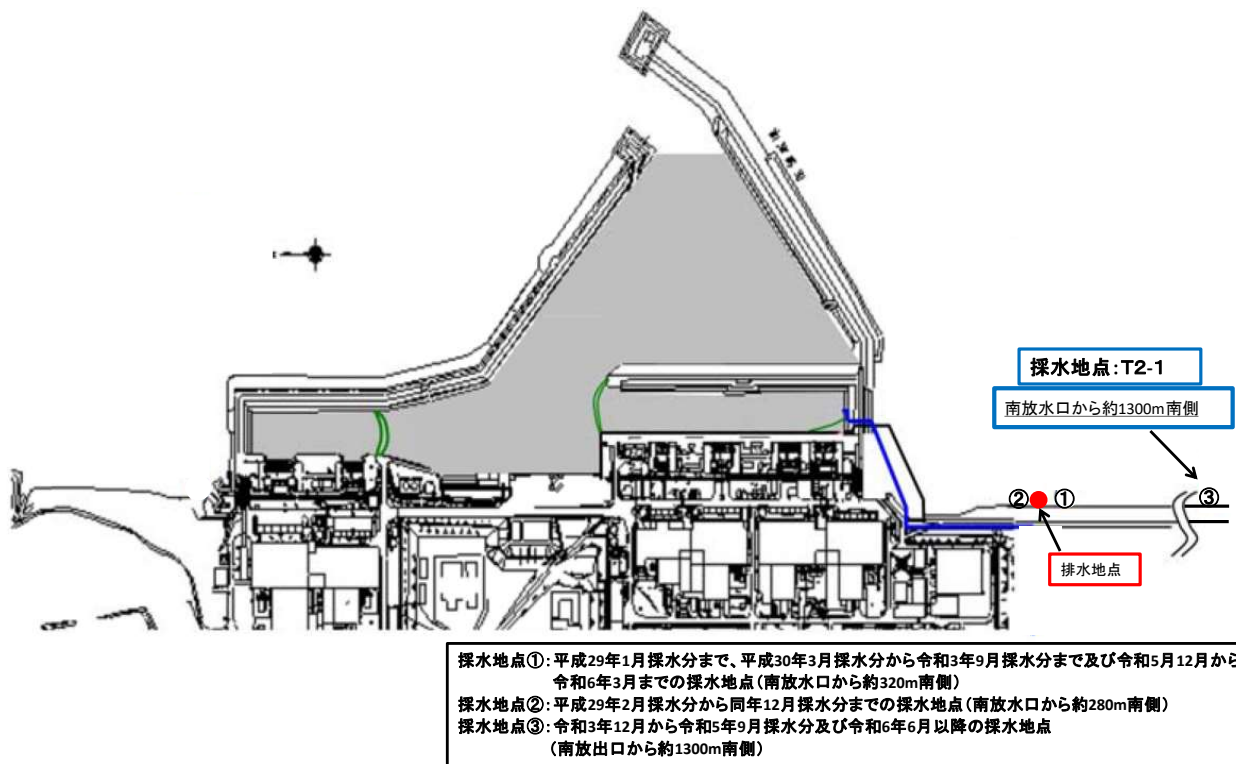 採水地点:T2-1
南放水口から約1300m南側
② ① ③
排水地点
採水地点①:平成29年1月採水分まで、平成30年3月採水分から令和3年9月採水分まで及び令和5月12月から
令和6年3月までの採水地点(南放水口から約320m南側)
採水地点②:平成29年2月採水分から同年12月採水分までの採水地点(南放水口から約280m南側)
採水地点③:令和3年12月から令和5年9月採水分及び令和6年6月以降の採水地点
(南放出口から約1300m南側)